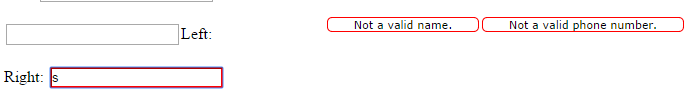 Not a valid name. Not a valid phone number.
Left:
Right: s